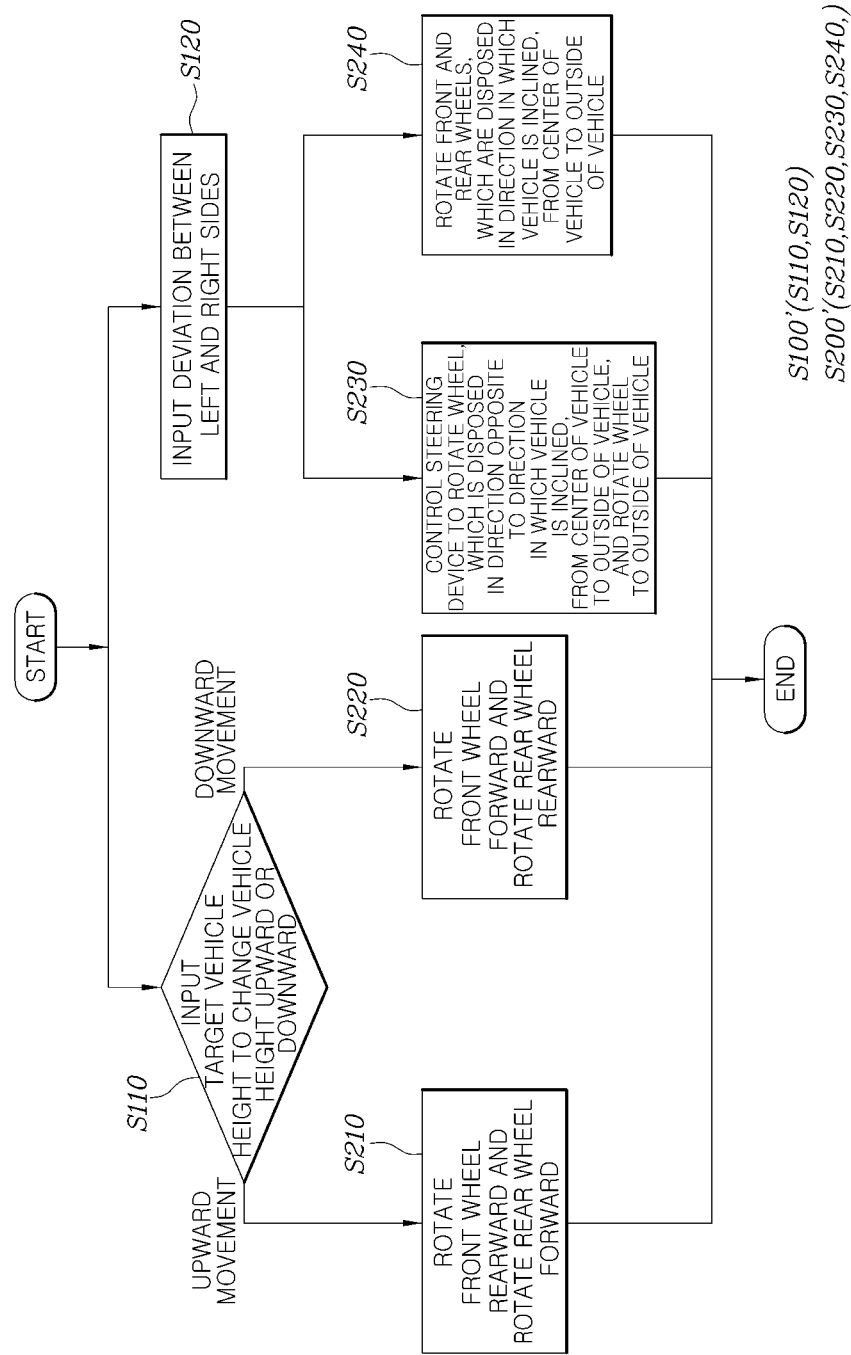 START
INPUT
TARGET VEHICLE
HEIGHT TO CHANGE VEHICLE
HEIGHT UPWARD OR
DOWNWARD
S110
UPWARD
MOVEMENT
DOWNWARD
MOVEMENT
INPUT DEVIATION BETWEEN
LEFT AND RIGHT SIDES
S120
ROTATE
FRONT WHEEL
REARWARD AND
ROTATE REAR WHEEL
FORWARD
S210
ROTATE
FRONT WHEEL
FORWARD AND
ROTATE REAR WHEEL
REARWARD
S220
CONTROL STEERING
DEVICE TO ROTATE WHEEL,
WHICH IS DISPOSED
IN DIRECTION OPPOSITE
TO DIRECTION
IN WHICH VEHICLE
IS INCLINED,
FROM CENTER OF VEHICLE
TO OUTSIDE OF VEHICLE,
AND ROTATE WHEEL
TO OUTSIDE OF VEHICLE
S230
ROTATE FRONT AND
REAR WHEELS,
WHICH ARE DISPOSED
IN DIRECTION IN WHICH
VEHICLE IS INCLINED,
FROM CENTER OF
VEHICLE TO OUTSIDE
OF VEHICLE
S240
END
S100'(S110,S120)
S200'(S210,S220,S230,S240,)